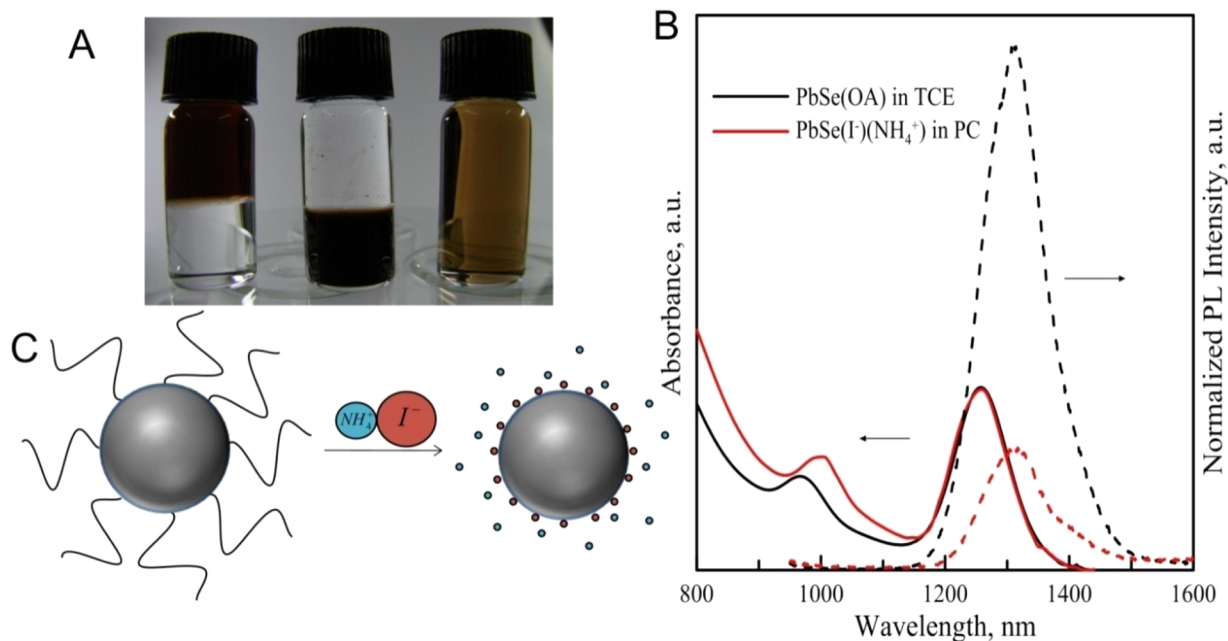 A
B
PbSe(OA) in TCE
PbSe(I⁻)(NH₄⁺) in PC
Absorbance, a.u.
Normalized PL Intensity, a.u.
C
NH₄⁺
I⁻
800
1000
1200
1400
1600
Wavelength, nm